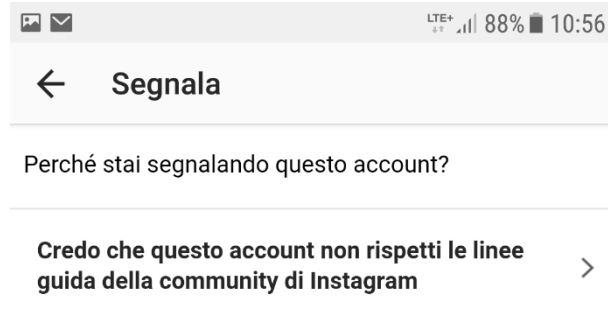 LTE+ 88% 10:56
Segnala
Perché stai segnalando questo account?
Credo che questo account non rispetti le linee
guida della community di Instagram